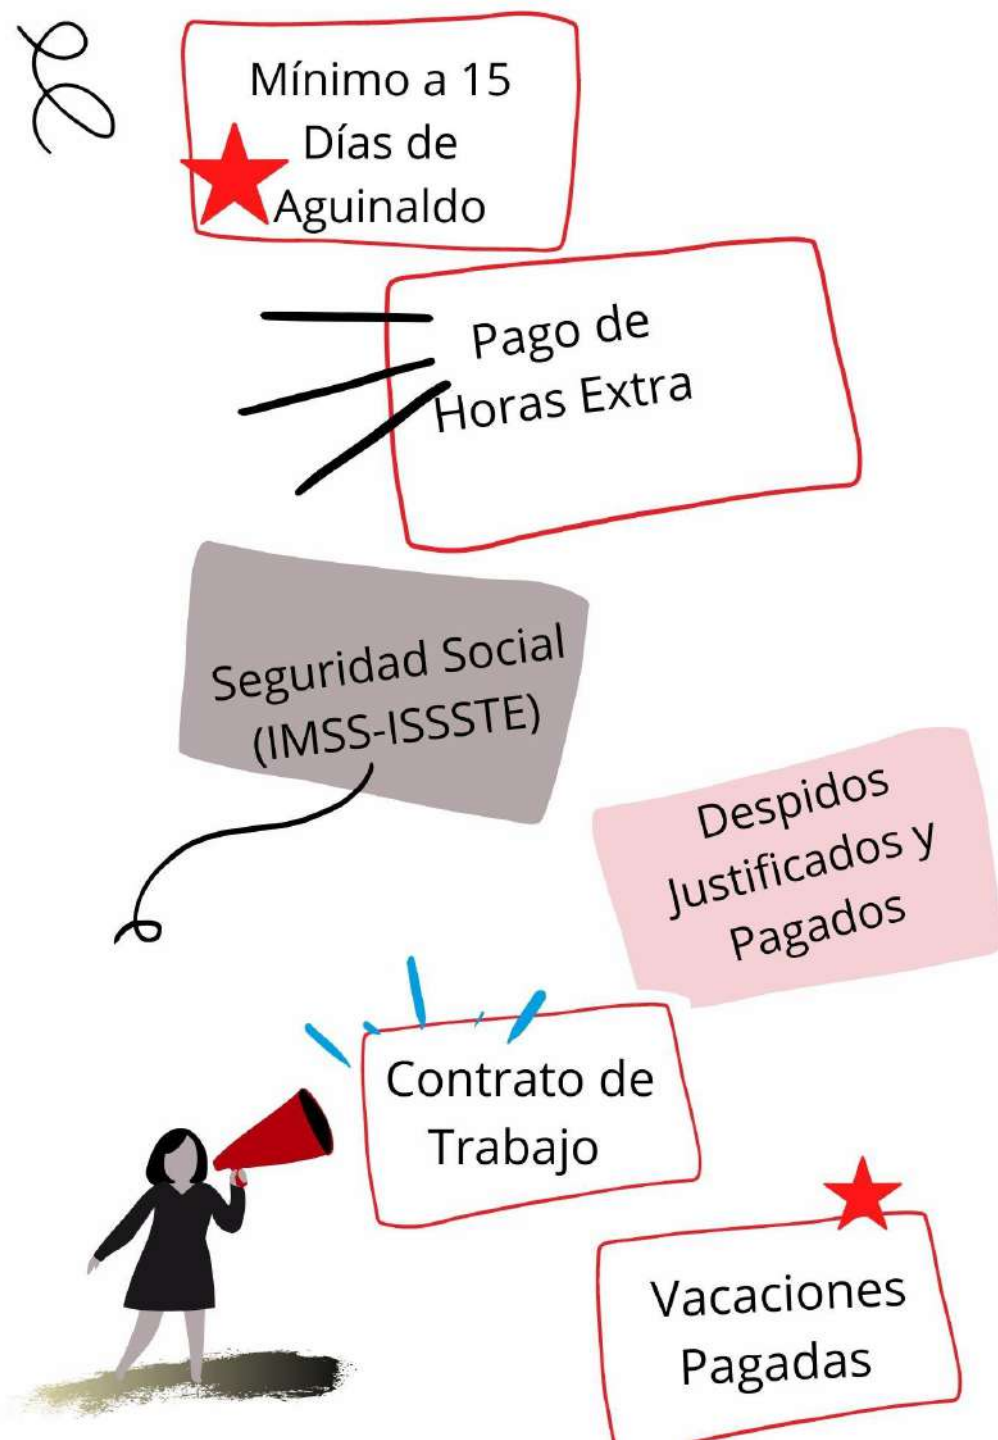 Mínimo a 15
Días de
Aguinaldo
Pago de
Horas Extra
Seguridad Social
(IMSS-ISSSTE)
Despidos
Justificados y
Pagados
Contrato de
Trabajo
Vacaciones
Pagadas